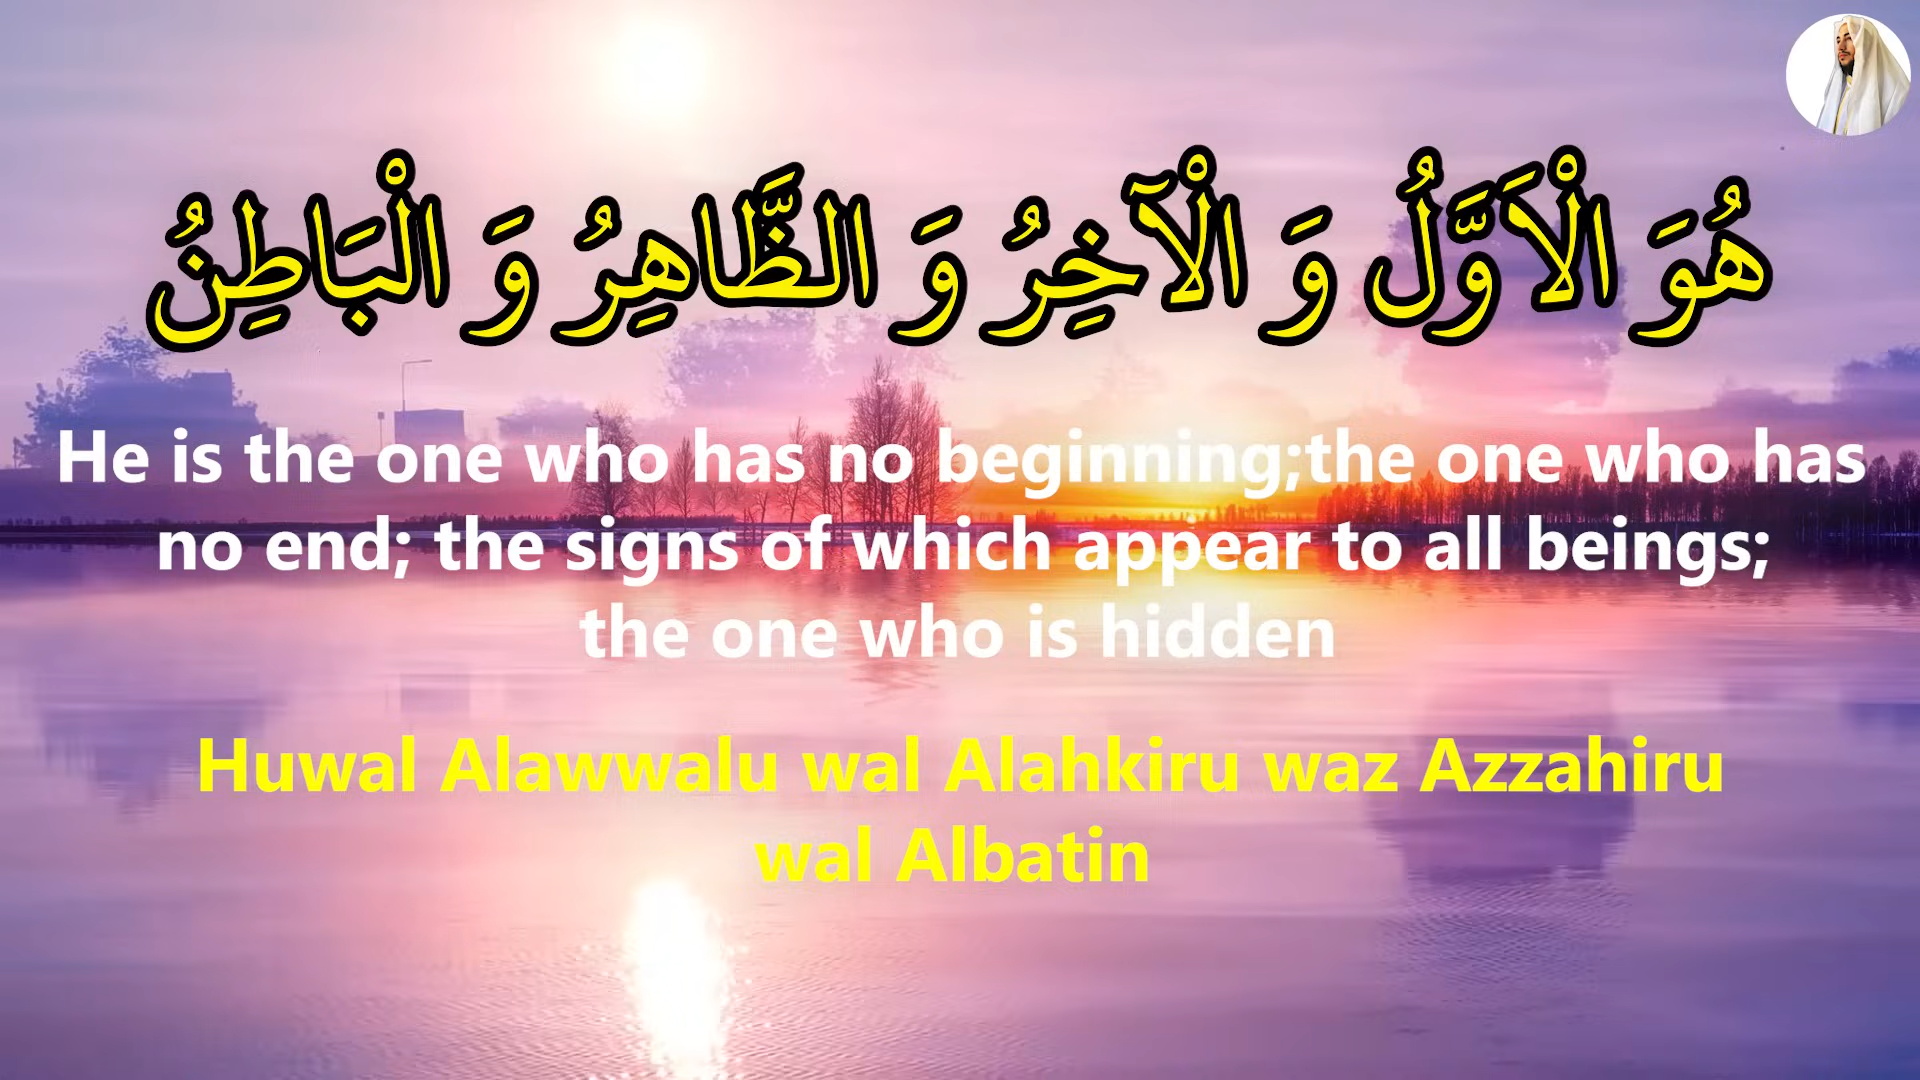 هُوَ الْاَوَّلُ وَ الْآخِرُ وَ الظَّاهِرُ وَ الْبَاطِنُ
He is the one who has no beginning;the one who has
no end; the signs of which appear to all beings;
the one who is hidden
Huwal Alawwalu wal Alahkiru waz Azzahiru
wal Albatin